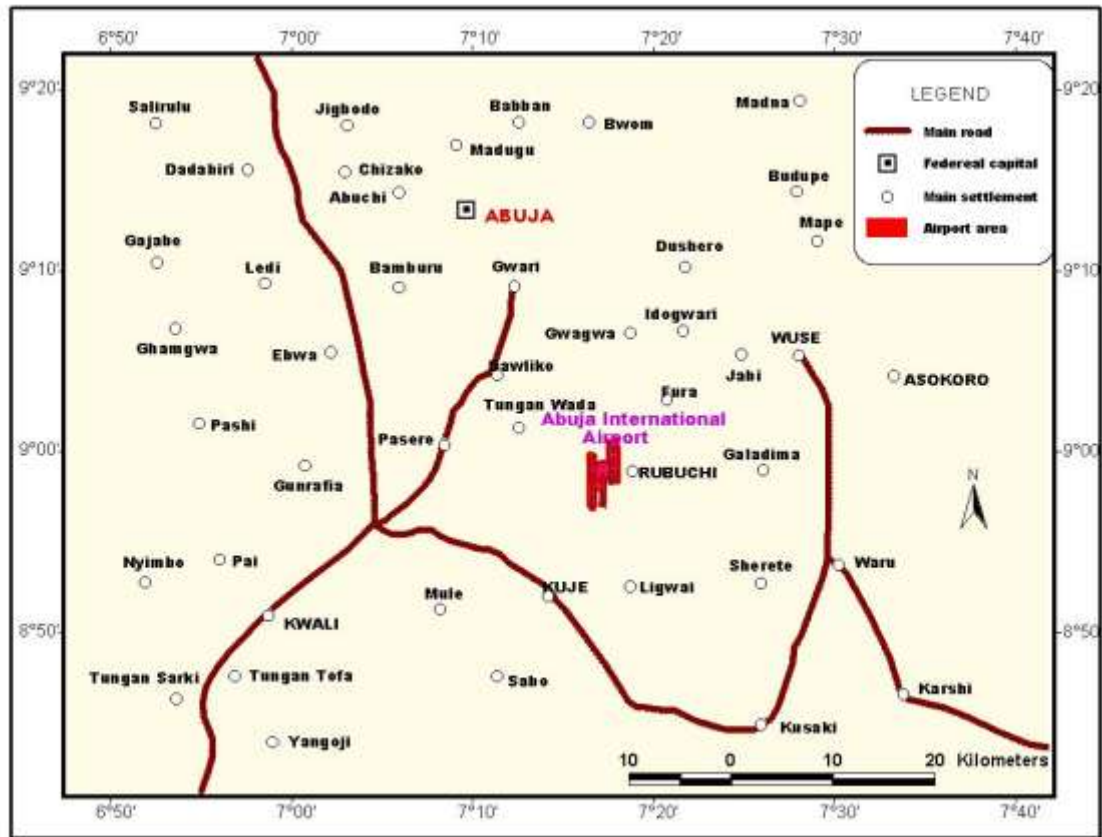 6°50' 7°00' 7°10' 7°20' 7°30' 7°40'
9°20' 9°20'
LEGEND
Main road
Federeal capital
Main settlement
Airport area
Salirulu
Jigbodo
Babban
Bwom
Madna
Madugu
Dadabiri
Chizako
Abuchi
Budupe
ABUJA
Mape
Gajabe
Dushero
9°10' 9°10'
Ledi
Bamburu
Gwari
Idogwari
Gwagwa
WUSE
Ghamgwa
Ebwa
Bawliko
Jabi
ASOKORO
Fura
Tungan Wada
Abuja International
Airport
Pashi
Pasere
9°00' 9°00'
Galadima
RUBUCHI
Gunrafia
N
Nyimbo
Pai
Sherete
Waru
KUJE
Ligwai
Mule
KWALI
8°50' 8°50'
Tungan Sarki
Tungan Tofa
Sabo
Karshi
Kusaki
Yangoji
10 0 10 20 Kilometers
6°50' 7°00' 7°10' 7°20' 7°30' 7°40'